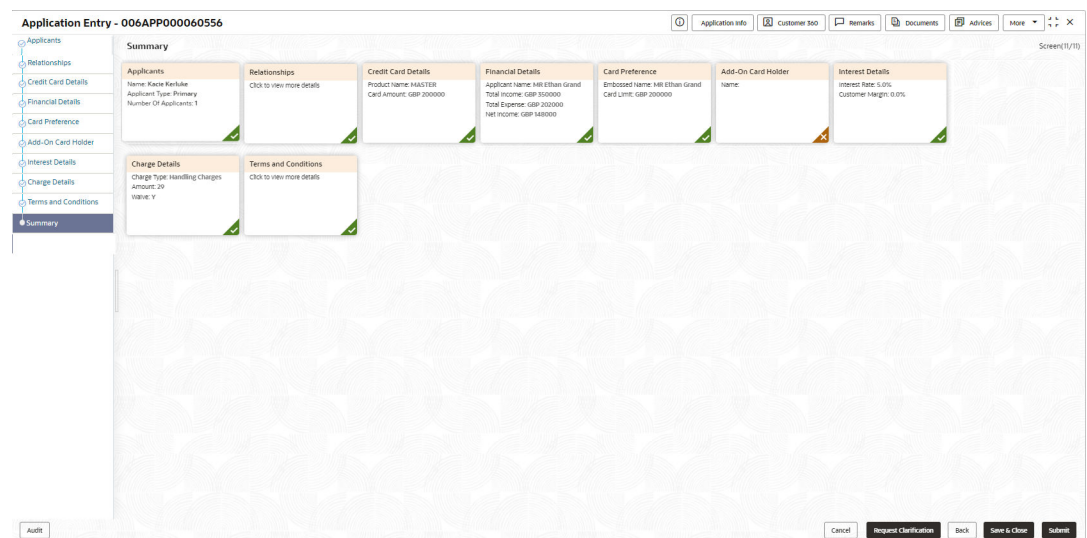 Application Entry - 006APP000060556
Application Info
Customer 360
Remarks
Documents
Advices
More
Applicants
Relationships
Credit Card Details
Financial Details
Card Preference
Add-On Card Holder
Interest Details
Charge Details
Terms and Conditions
Summary
Summary
Screen(11/11)
Applicants
Name: Kacie Kerluke
Applicant Type: Primary
Number Of Applicants: 1
Relationships
Click to view more details
Credit Card Details
Product Name: MASTER
Card Amount: GBP 200000
Financial Details
Applicant Name: MR Ethan Grand
Total Income: GBP 350000
Total Expense: GBP 202000
Net Income: GBP 148000
Card Preference
Embossed Name: MR Ethan Grand
Card Limit: GBP 200000
Add-On Card Holder
Name:
Interest Details
Interest Rate: 5.0%
Customer Margin: 0.0%
Charge Details
Charge Type: Handling Charges
Amount: 29
Waive: Y
Terms and Conditions
Click to view more details
Audit
Cancel
Request Clarification
Back
Save & Close
Submit